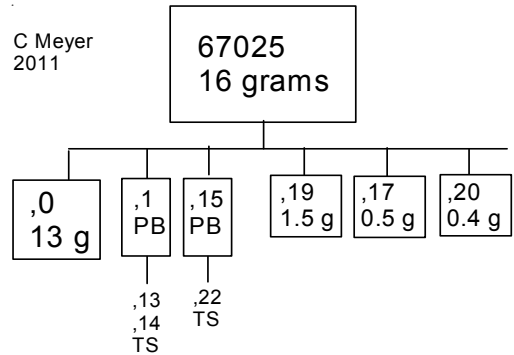 C Meyer
2011
67025
16 grams
,0
13 g
,1
PB
,15
PB
,19
1.5 g
,17
0.5 g
,20
0.4 g
,13
,14
TS
,22
TS